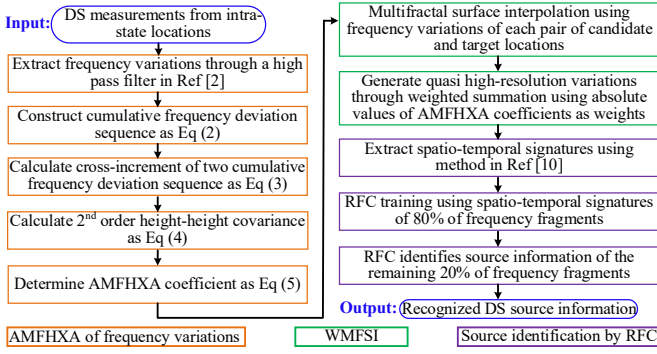 Input: DS measurements from intra-
state locations
Extract frequency variations through a high
pass filter in Ref [2]
Construct cumulative frequency deviation
sequence as Eq (2)
Calculate cross-increment of two cumulative
frequency deviation sequence as Eq (3)
Calculate 2nd order height-height covariance
as Eq (4)
Determine AMFHXA coefficient as Eq (5)
Multifractal surface interpolation using
frequency variations of each pair of candidate
and target locations
Generate quasi high-resolution variations
through weighted summation using absolute
values of AMFHXA coefficients as weights
Extract spatio-temporal signatures using
method in Ref [10]
RFC training using spatio-temporal signatures
of 80% of frequency fragments
RFC identifies source information of the
remaining 20% of frequency fragments
Output: Recognized DS source information
AMFHXA of frequency variations
WMFSI
Source identification by RFC